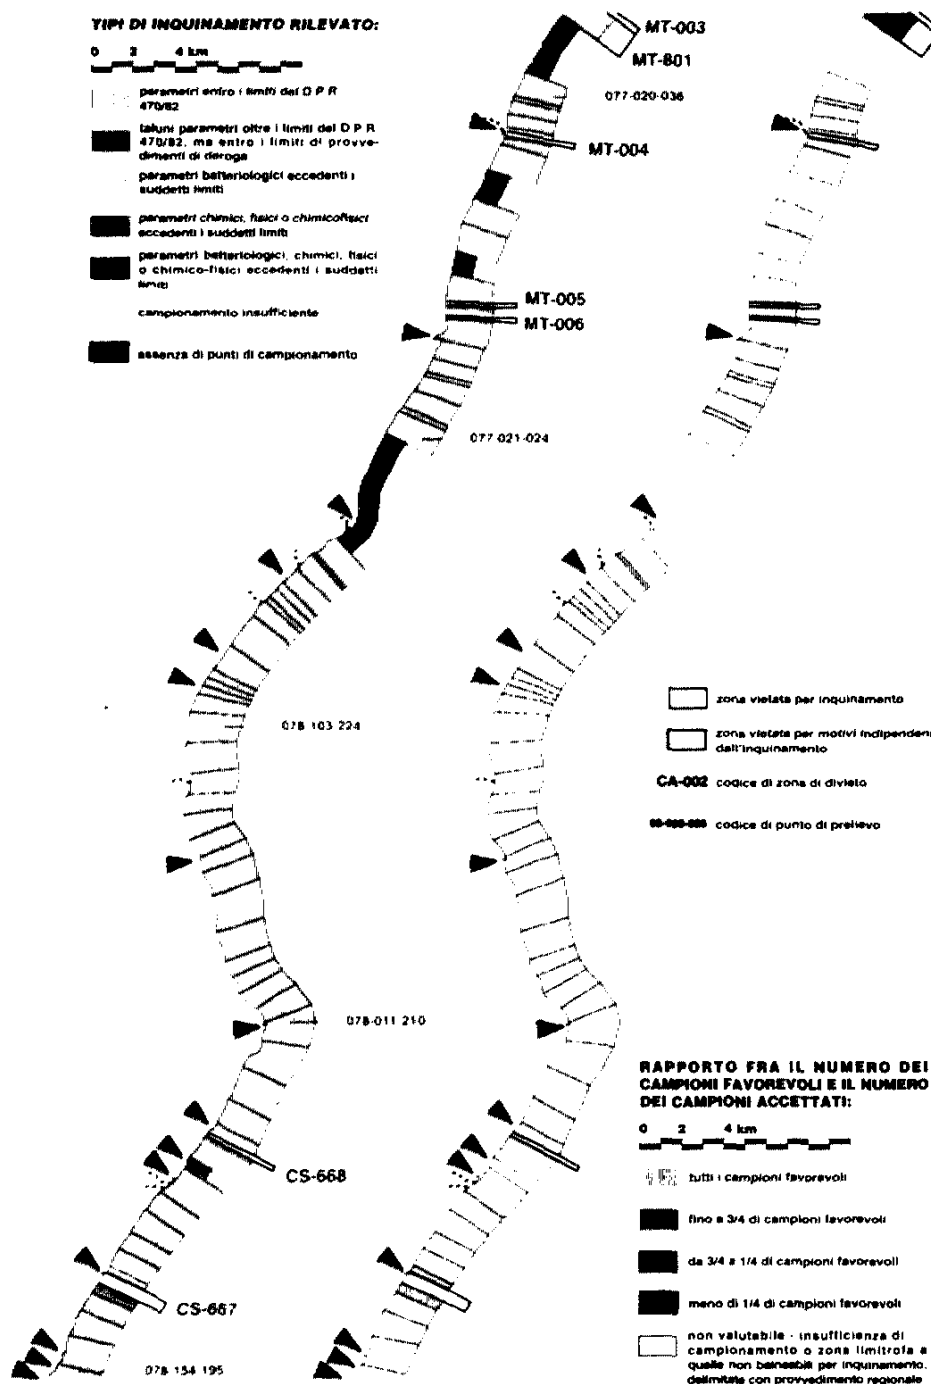 TIPI DI INQUINAMENTO RILEVATO:
0 2 4 km
parametri entro i limiti del D P R
470/82
taluni parametri oltre i limiti del D P R
470/82, ma entro i limiti di provve-
dimenti di deroga
parametri batteriologici eccedenti i
suddetti limiti
parametri chimici, fisici o chimicofisici
eccedenti i suddetti limiti
parametri batteriologici, chimici, fisici
o chimico-fisici eccedenti i suddetti
limiti
campionamento insufficiente
assenza di punti di campionamento
MT-003
MT-801
077-020-036
MT-004
MT-005
MT-006
077-021-024
078 103 224
078-011 210
CS-668
CS-667
078 154 195
zona vietata per inquinamento
zona vietata per motivi indipendenti
dall'inquinamento
CA-002 codice di zona di divieto
codice di punto di prelievo
RAPPORTO FRA IL NUMERO DEI
CAMPIONI FAVOREVOLI E IL NUMERO
DEI CAMPIONI ACCETTATI:
0 2 4 km
tutti i campioni favorevoli
fino a 3/4 di campioni favorevoli
da 3/4 a 1/4 di campioni favorevoli
meno di 1/4 di campioni favorevoli
non valutabile - insufficienza di
campionamento o zona limitrofa a
quelle non balneabili per inquinamento,
delimitate con provvedimento regionale